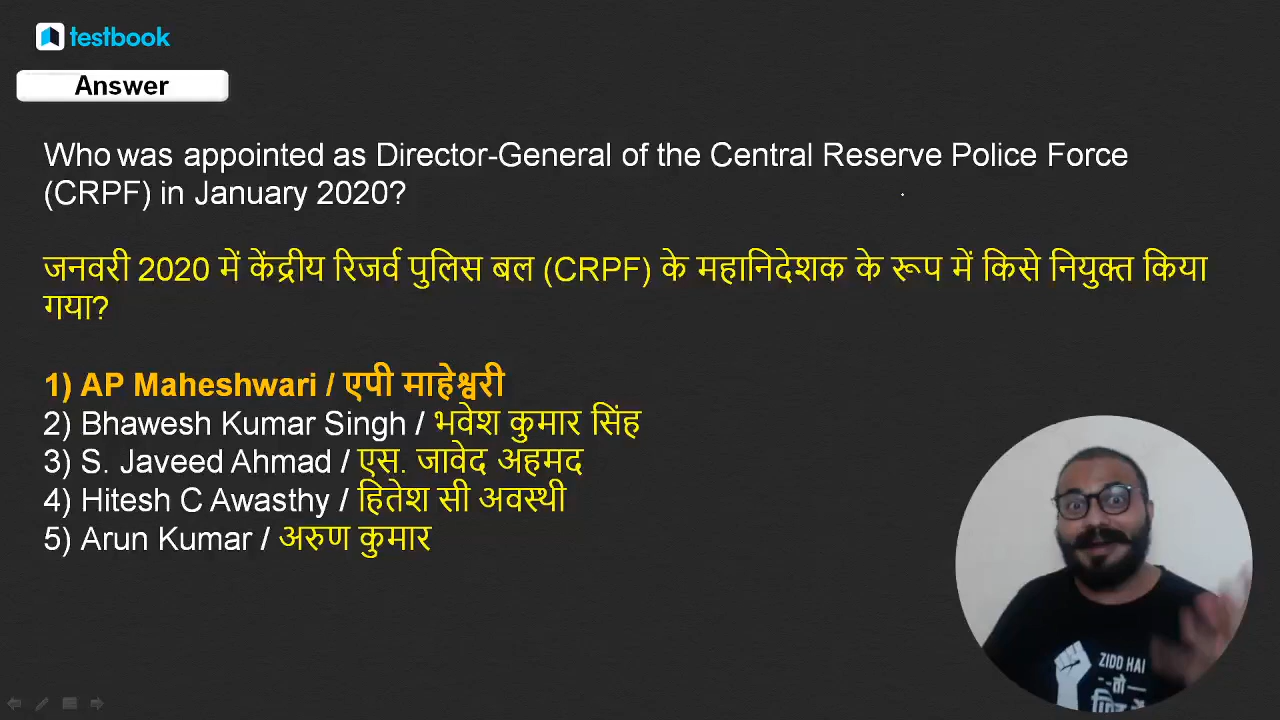 testbook
Answer
Who was appointed as Director-General of the Central Reserve Police Force
(CRPF) in January 2020?
जनवरी 2020 में केंद्रीय रिजर्व पुलिस बल (CRPF) के महानिदेशक के रूप में किसे नियुक्त किया
गया?
1) AP Maheshwari / एपी माहेश्वरी
2) Bhawesh Kumar Singh / भवेश कुमार सिंह
3) S. Javeed Ahmad / एस. जावेद अहमद
4) Hitesh C Awasthy / हितेश सी अवस्थी
5) Arun Kumar / अरुण कुमार
ZIDD HAI
तो